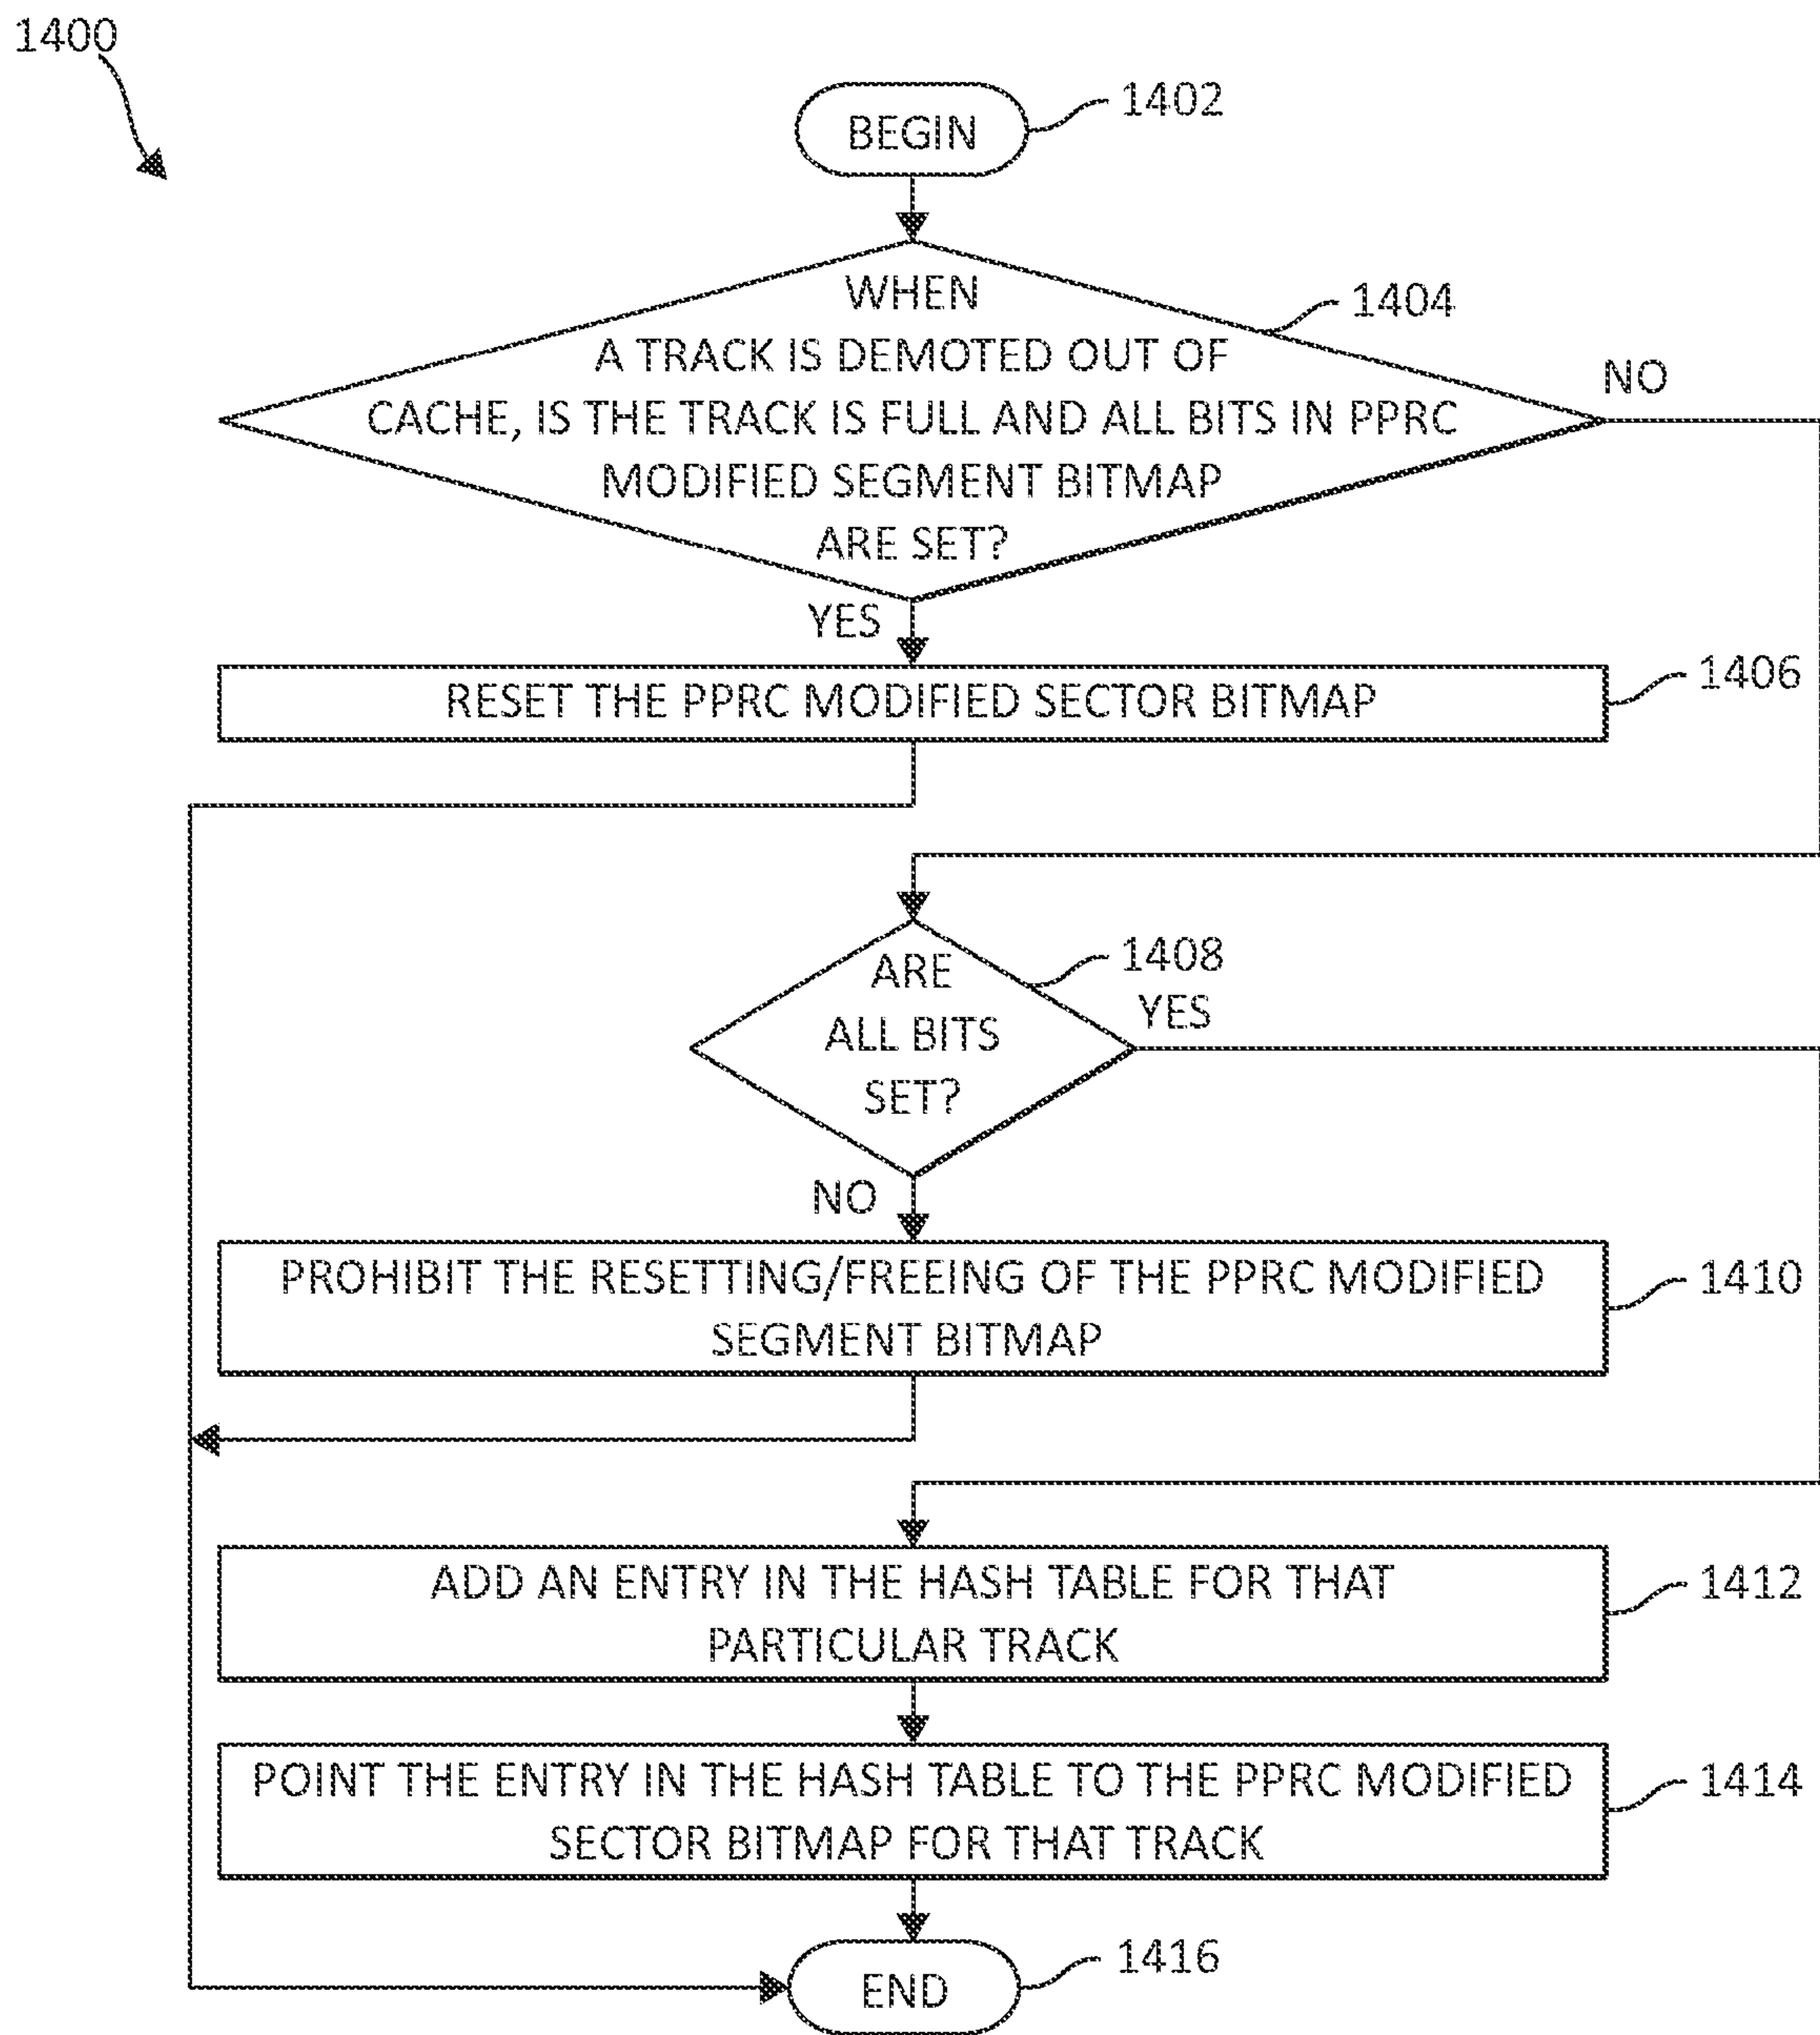 1400
BEGIN
1402
WHEN
A TRACK IS DEMOTED OUT OF
CACHE, IS THE TRACK IS FULL AND ALL BITS IN PPRC
MODIFIED SEGMENT BITMAP
ARE SET?
1404
NO
YES
RESET THE PPRC MODIFIED SECTOR BITMAP
1406
ARE
ALL BITS
SET?
1408
YES
NO
PROHIBIT THE RESETTING/FREEING OF THE PPRC MODIFIED
SEGMENT BITMAP
1410
ADD AN ENTRY IN THE HASH TABLE FOR THAT
PARTICULAR TRACK
1412
POINT THE ENTRY IN THE HASH TABLE TO THE PPRC MODIFIED
SECTOR BITMAP FOR THAT TRACK
1414
END
1416